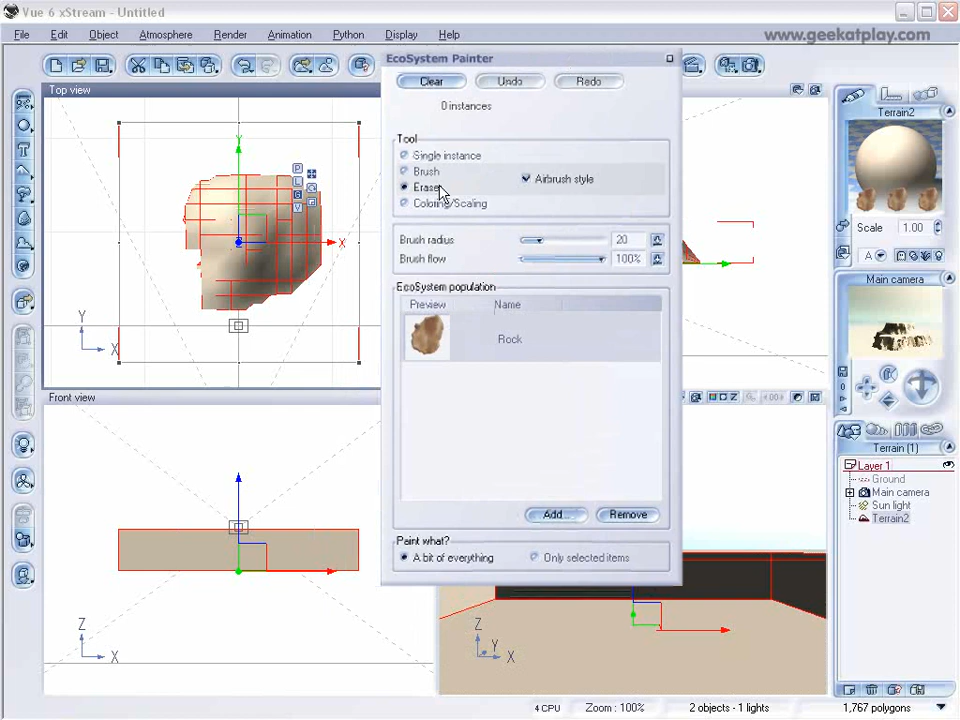 Vue 6 xStream - Untitled
File Edit Object Atmosphere Render Animation Python Display Help
www.geekatplay.com
EcoSystem Painter
Clear Undo Redo
0 instances
Tool
Single instance
Brush
Erase
Coloring/Scaling
Airbrush style
Brush radius 20
Brush flow 100%
EcoSystem population
Preview Name
Rock
Add... Remove
Paint what?
A bit of everything Only selected items
Top view
Y
X
Y
X
Front view
Z
X
Z
Y
X
Terrain2
Scale 1.00
A
Main camera
Terrain (1)
Layer 1
Ground
Main camera
Sun light
Terrain2
4 CPU Zoom : 100% 2 objects - 1 lights 1,767 polygons